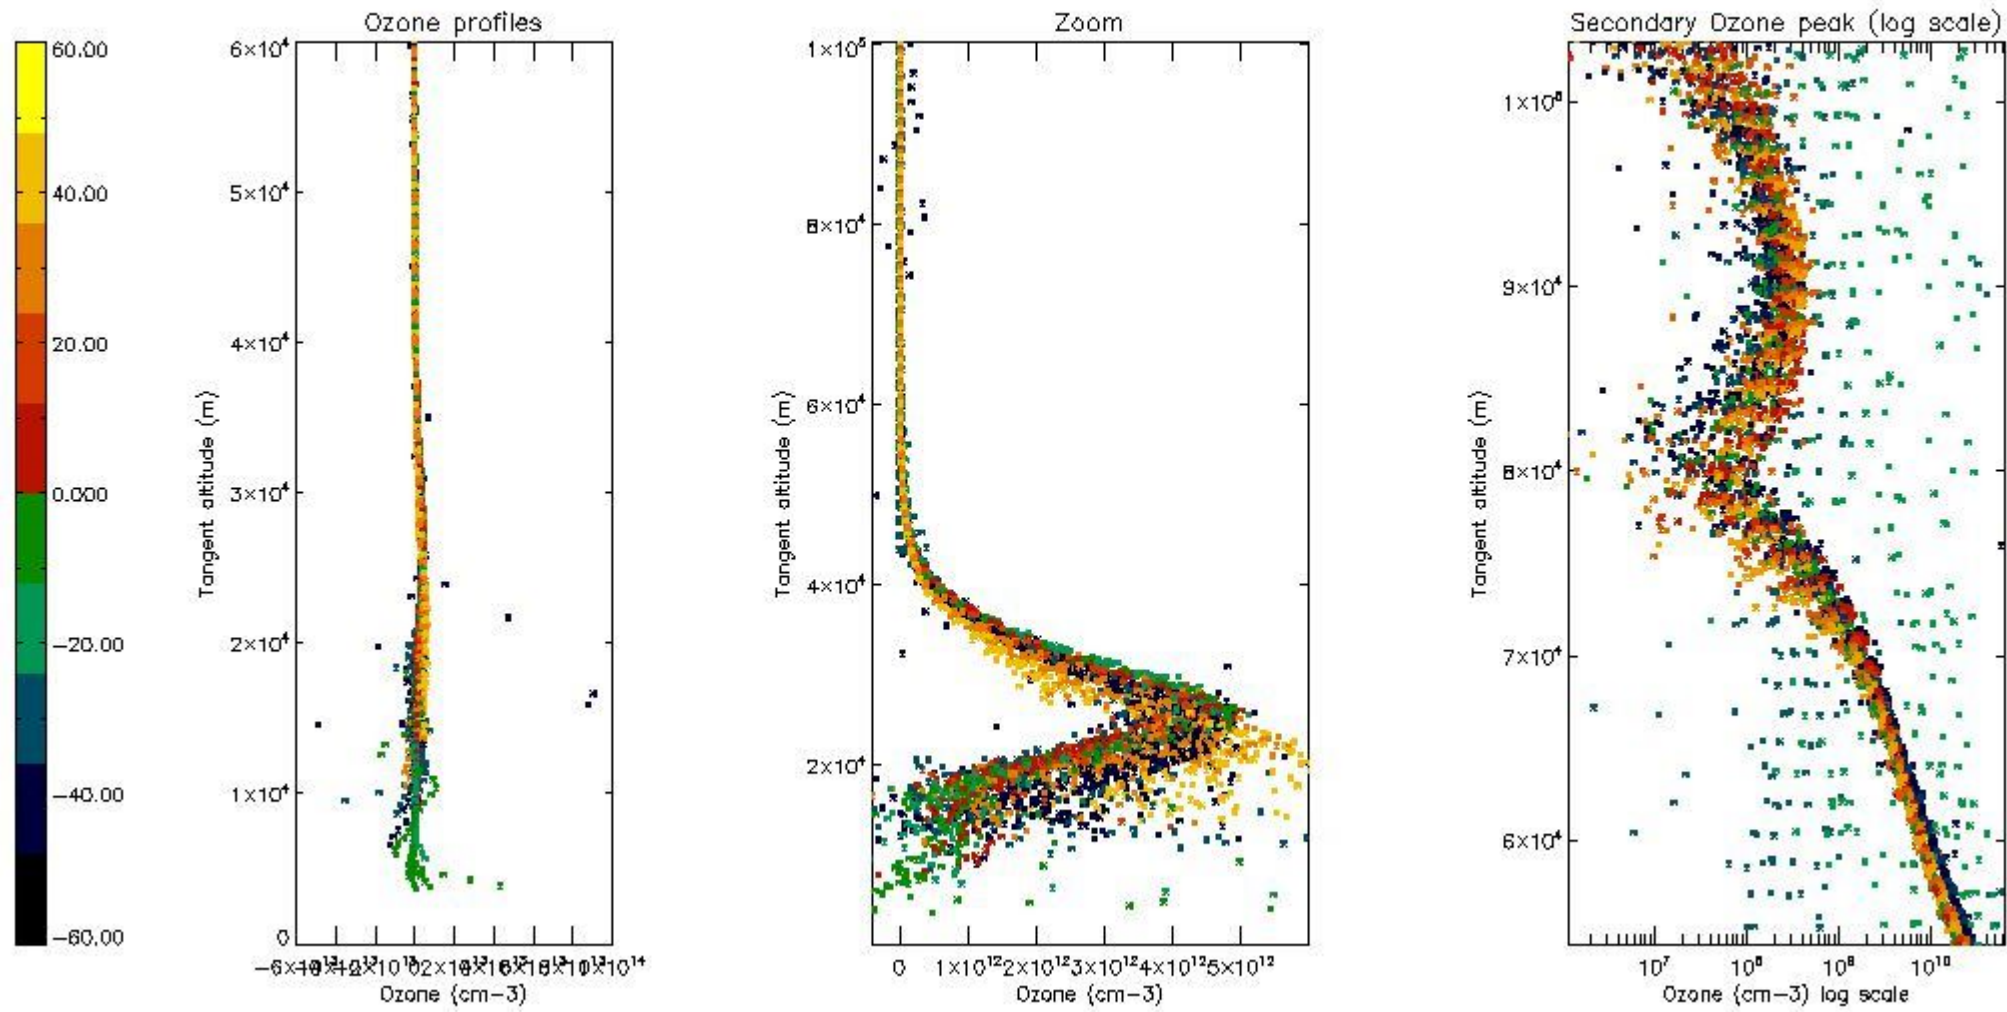 Ozone profiles
Zoom
Secondary Ozone peak (log scale)
60.00
40.00
20.00
-20.00
-40.00
-60.00
6×10⁴
5×10⁴
4×10⁴
3×10⁴
2×10⁴
1×10⁴
0
Tangent altitude (m)
Ozone (cm-3)
1×10⁵
8×10⁴
6×10⁴
4×10⁴
2×10⁴
Tangent altitude (m)
0 1×10¹² 2×10¹² 3×10¹² 4×10¹² 5×10¹²
Ozone (cm-3)
1×10⁵
9×10⁴
8×10⁴
7×10⁴
6×10⁴
Tangent altitude (m)
10⁷ 10⁸ 10⁹ 10¹⁰
Ozone (cm-3) log scale